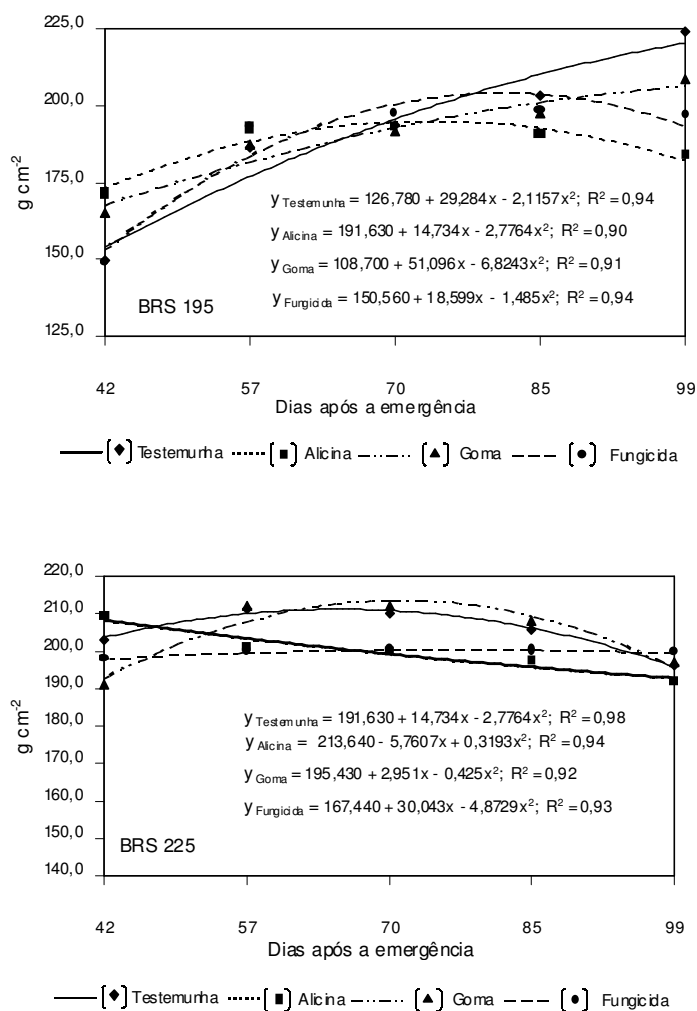 225,0
200,0
175,0
150,0
125,0
g cm-2
y Testemunha = 126,780 + 29,284x - 2,1157x²; R² = 0,94
y Alicina = 191,630 + 14,734x - 2,7764x²; R² = 0,90
y Goma = 108,700 + 51,096x - 6,8243x²; R² = 0,91
y Fungicida = 150,560 + 18,599x - 1,485x²; R² = 0,94
BRS 195
42 57 70 85 99
Dias após a emergência
Testemunha Alicina Goma Fungicida
220,0
210,0
200,0
190,0
180,0
170,0
160,0
150,0
140,0
g cm-2
y Testemunha = 191,630 + 14,734x - 2,7764x²; R² = 0,98
y Alicina = 213,640 - 5,7607x + 0,3193x²; R² = 0,94
y Goma = 195,430 + 2,951x - 0,425x²; R² = 0,92
y Fungicida = 167,440 + 30,043x - 4,8729x²; R² = 0,93
BRS 225
42 57 70 85 99
Dias após a emergência
Testemunha Alicina Goma Fungicida